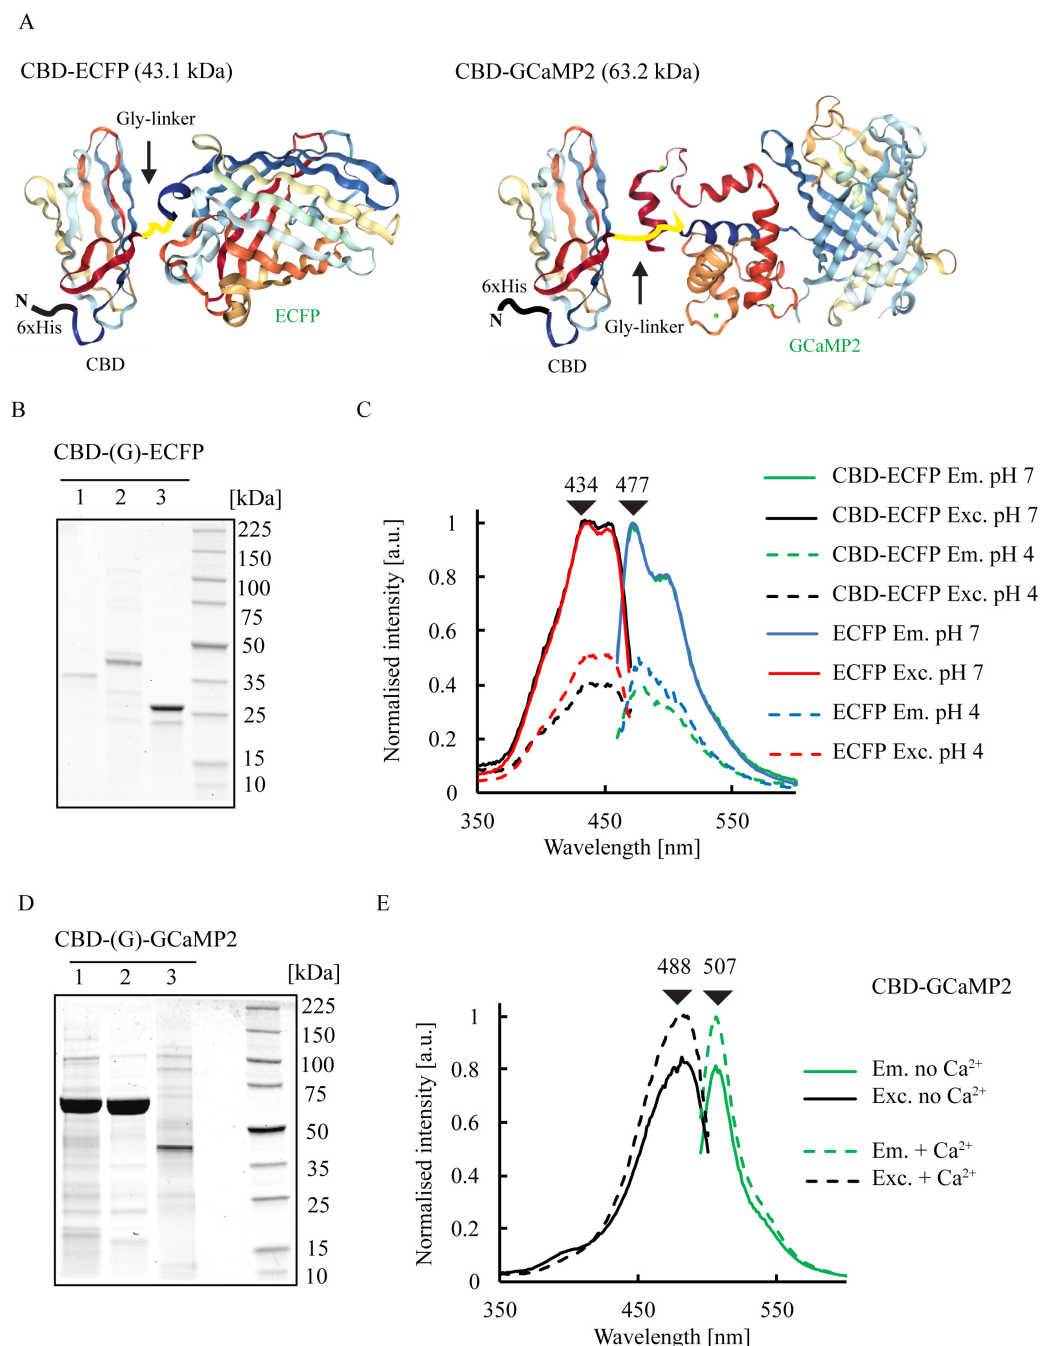 A
CBD-ECFP (43.1 kDa)
CBD-GCaMP2 (63.2 kDa)
Gly-linker
N
6xHis
CBD
ECFP
6xHis
N
Gly-linker
CBD
GCaMP2
B
CBD-(G)-ECFP
1 2 3 [kDa]
225
150
100
75
50
35
25
15
10
C
434 477
Normalised intensity [a.u.]
1
0.8
0.6
0.4
0.2
0
350 450 550
Wavelength [nm]
CBD-ECFP Em. pH 7
CBD-ECFP Exc. pH 7
CBD-ECFP Em. pH 4
CBD-ECFP Exc. pH 4
ECFP Em. pH 7
ECFP Exc. pH 7
ECFP Em. pH 4
ECFP Exc. pH 4
D
CBD-(G)-GCaMP2
1 2 3 [kDa]
225
150
100
75
50
35
25
15
10
E
488 507
CBD-GCaMP2
Normalised intensity [a.u.]
1
0.8
0.6
0.4
0.2
0
350 450 550
Wavelength [nm]
Em. no Ca²⁺
Exc. no Ca²⁺
Em. + Ca²⁺
Exc. + Ca²⁺